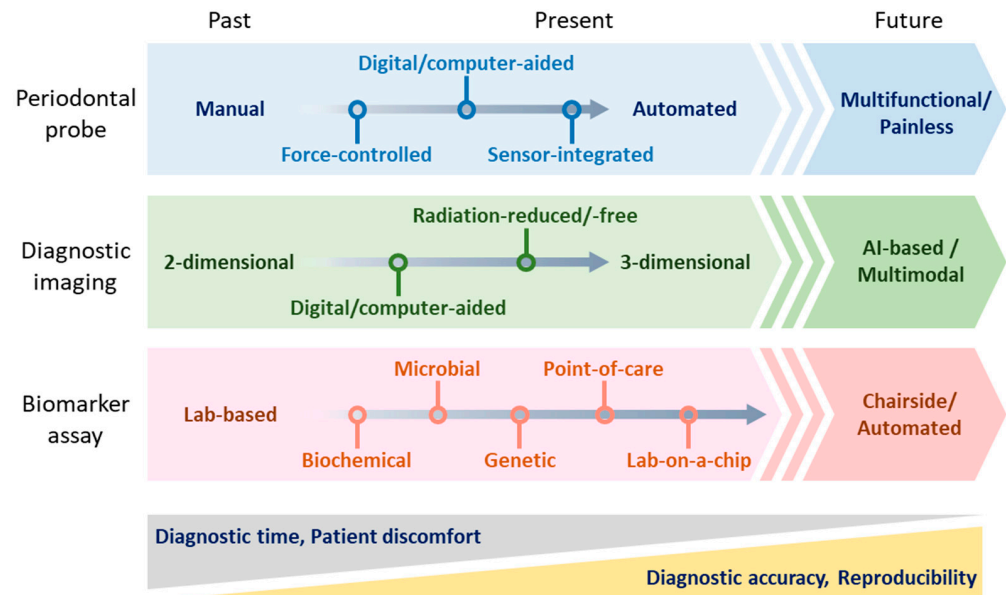 Past
Present
Future
Periodontal
probe
Manual
Digital/computer-aided
Force-controlled
Sensor-integrated
Automated
Multifunctional/
Painless
Diagnostic
imaging
2-dimensional
Radiation-reduced/-free
Digital/computer-aided
3-dimensional
AI-based /
Multimodal
Biomarker
assay
Lab-based
Microbial
Point-of-care
Biochemical
Genetic
Lab-on-a-chip
Chairside/
Automated
Diagnostic time, Patient discomfort
Diagnostic accuracy, Reproducibility